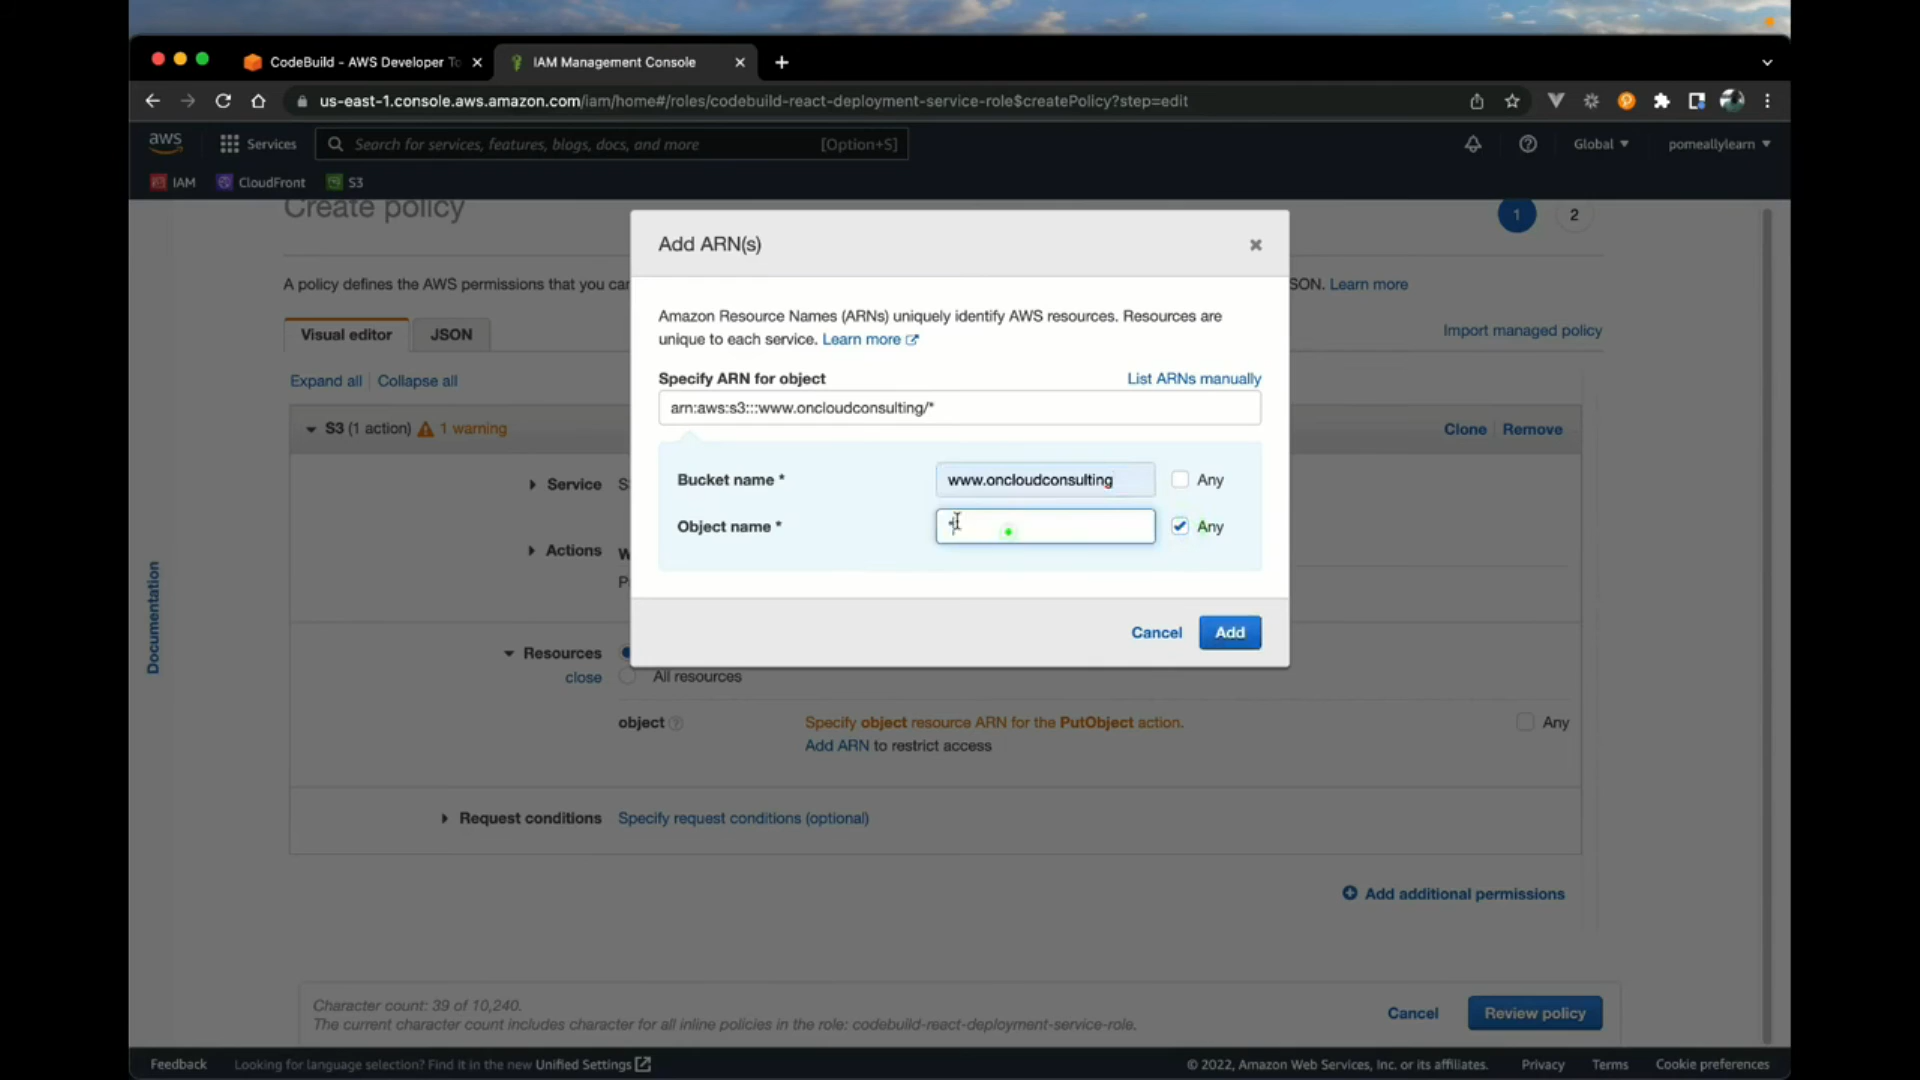 CodeBuild - AWS Developer To
IAM Management Console
us-east-1.console.aws.amazon.com/iam/home#/roles/codebuild-react-deployment-service-role$createPolicy?step=edit
aws
Services
Search for services, features, blogs, docs, and more
[Option+S]
Global
pomeallylearn
IAM
CloudFront
S3
Create policy
1
2
A policy defines the AWS permissions that you can
SON. Learn more
Visual editor
JSON
Import managed policy
Expand all
Collapse all
S3 (1 action)
1 warning
Clone
Remove
Service
S
Actions
W
P
Resources
close
All resources
object
Specify object resource ARN for the PutObject action.
Add ARN to restrict access
Any
Request conditions
Specify request conditions (optional)
Add additional permissions
Documentation
Add ARN(s)
Amazon Resource Names (ARNs) uniquely identify AWS resources. Resources are
unique to each service. Learn more
Specify ARN for object
List ARNs manually
arn:aws:s3:::www.oncloudconsulting/*
Bucket name *
www.oncloudconsulting
Any
Object name *
Any
Cancel
Add
Character count: 39 of 10,240.
The current character count includes character for all inline policies in the role: codebuild-react-deployment-service-role.
Cancel
Review policy
Feedback
Looking for language selection? Find it in the new Unified Settings
© 2022, Amazon Web Services, Inc. or its affiliates.
Privacy
Terms
Cookie preferences